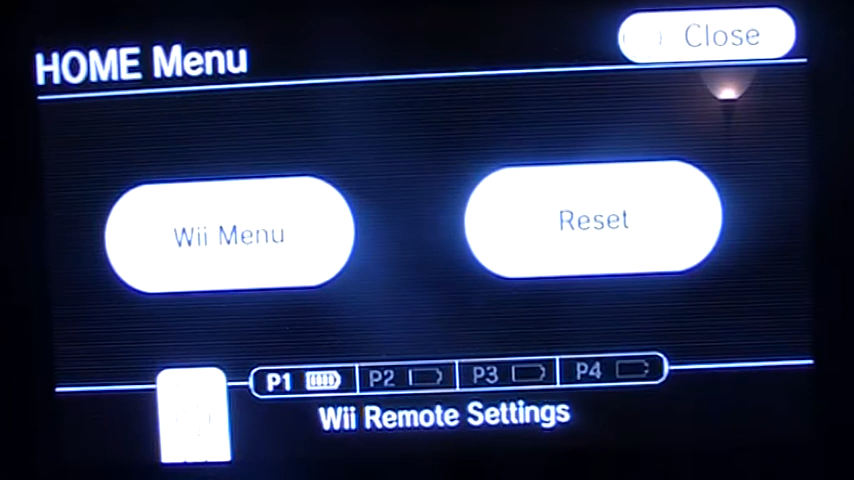 HOME Menu
Close
Wii Menu
Reset
P1 P2 P3 P4
Wii Remote Settings